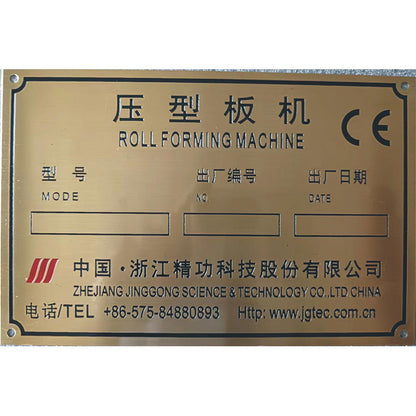 压型板机
ROLL FORMING MACHINE
CE
型号 出厂编号 出厂日期
MODE NO DATE
中国·浙江精功科技股份有限公司
ZHEJIANG JINGGONG SCIENCE & TECHNOLOGY CO.,LTD CHINA
电话/TEL +86-575-84880893 Http: www.jgtec.com